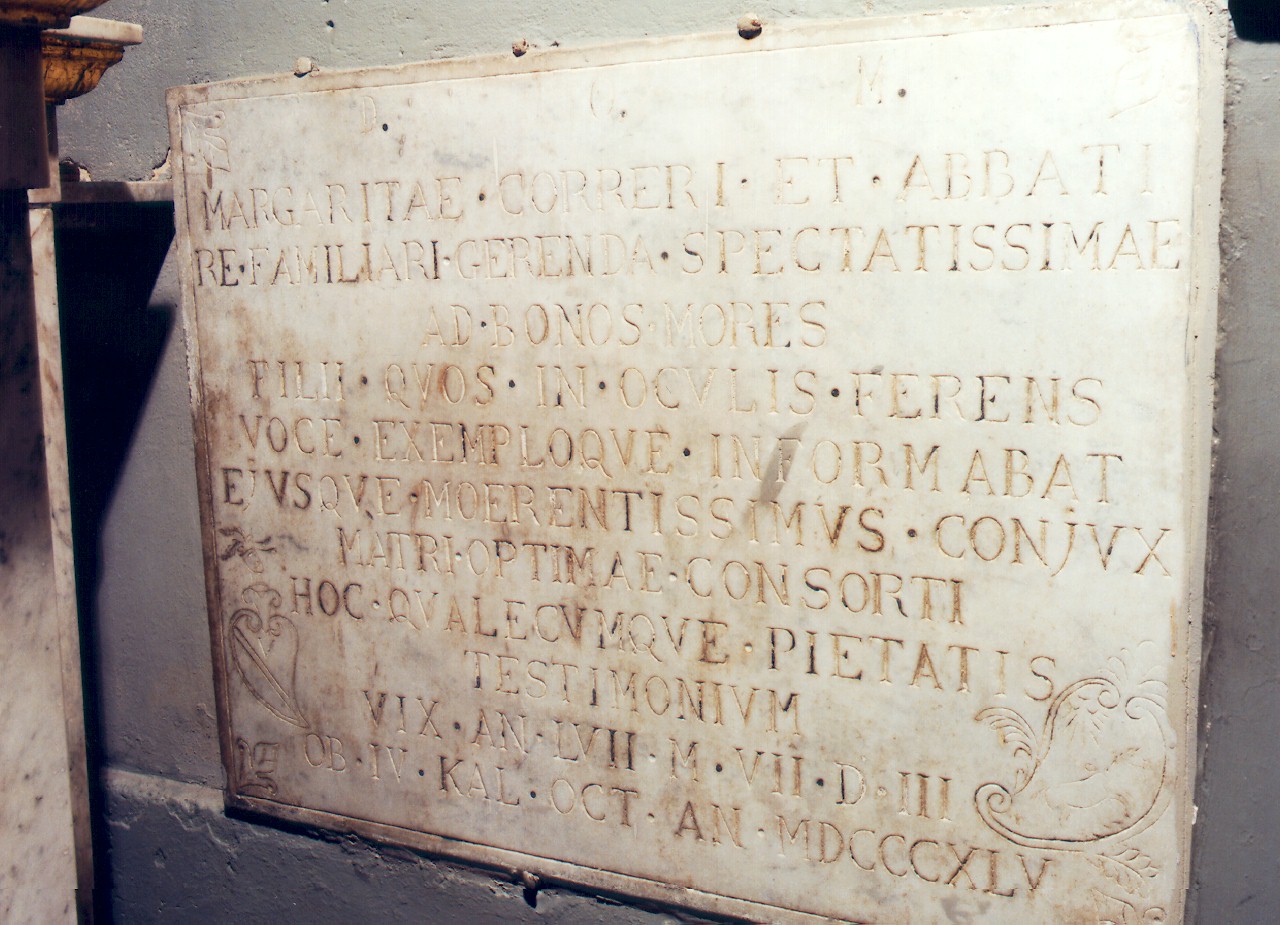 D. O. M.
MARGARITAE · CORRERI · ET · ABBATI
RE · FAMILIARI · GERENDA · SPECTATISSIMAE
AD · BONOS · MORES
FILII · QVOS · IN · OCVLIS · FERENS
VOCE · EXEMPLOQVE · INFORMABAT
EJVSQVE · MOERENTISSIMVS · CONJVX
MATRI · OPTIMAE · CONSORTI
HOC · QVALECVMQVE · PIETATIS
TESTIMONIVM
VIX · AN · LVII · M · VII · D · III
OB · IV · KAL · OCT · AN · MDCCCXLV